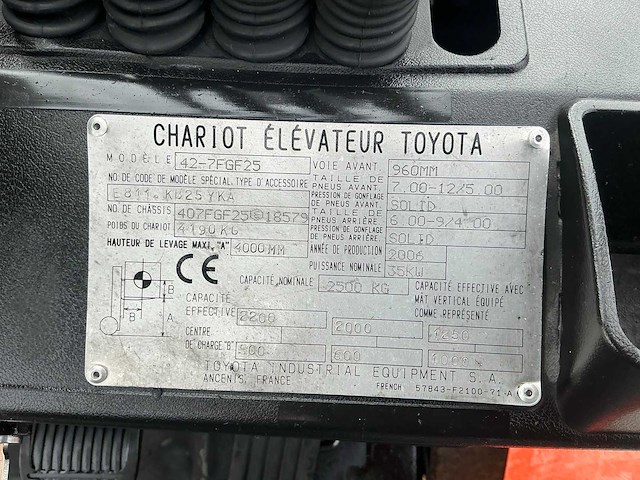 CHARIOT ÉLÉVATEUR TOYOTA
MODÈLE 42-7FGF25 VOIE AVANT. 960MM
NO. DE CODE DE MODÈLE SPÉCIAL, TYPE D'ACCESSOIRE TAILLE DE PNEUS AVANT. 7.00-12/5.00
E811. KD25YKA PRESSION DE GONFLAGE DES PNEUS AVANT. SOLID
NO. DE CHÂSSIS 407FGF25 18579 TAILLE DE PNEUS ARRIÈRE. 6.00-9/4.00
POIDS DU CHARIOT 4190 KG PRESSION DE GONFLAGE DES PNEUS ARRIÈRE. SOLID
HAUTEUR DE LEVAGE MAXI. "A" 4000 MM ANNÉE DE PRODUCTION 2006
PUISSANCE NOMINALE 35KW
CE CAPACITÉ NOMINALE 2500 KG CAPACITÉ EFFECTIVE AVEC
MÂT VERTICAL ÉQUIPÉ
COMME REPRÉSENTÉ
B
B
A
CAPACITÉ
EFFECTIVE 2200 2000
CENTRE
DE CHARGE "B" 500 600
TOYOTA INDUSTRIAL EQUIPMENT S.A.
ANCENIS, FRANCE FRENCH 57843-F2100-71-A